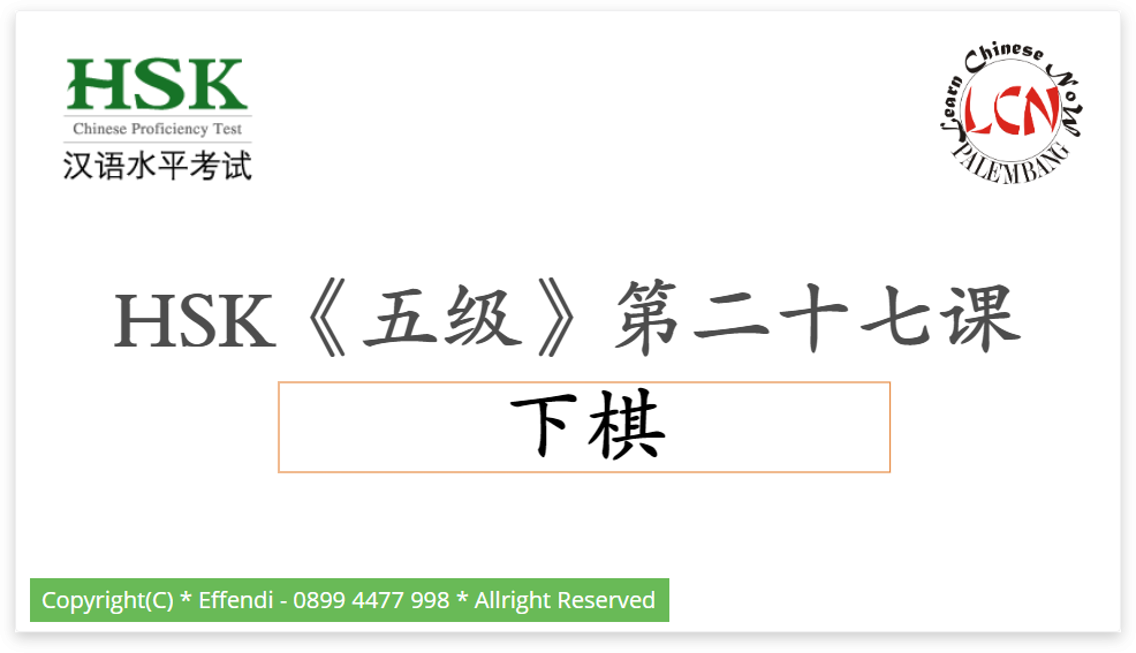 HSK
Chinese Proficiency Test
汉语水平考试
Learn Chinese NoW
LCN
PALEMBANG
HSK《五级》第二十七课
下棋
Copyright(C) * Effendi - 0899 4477 998 * Allright Reserved